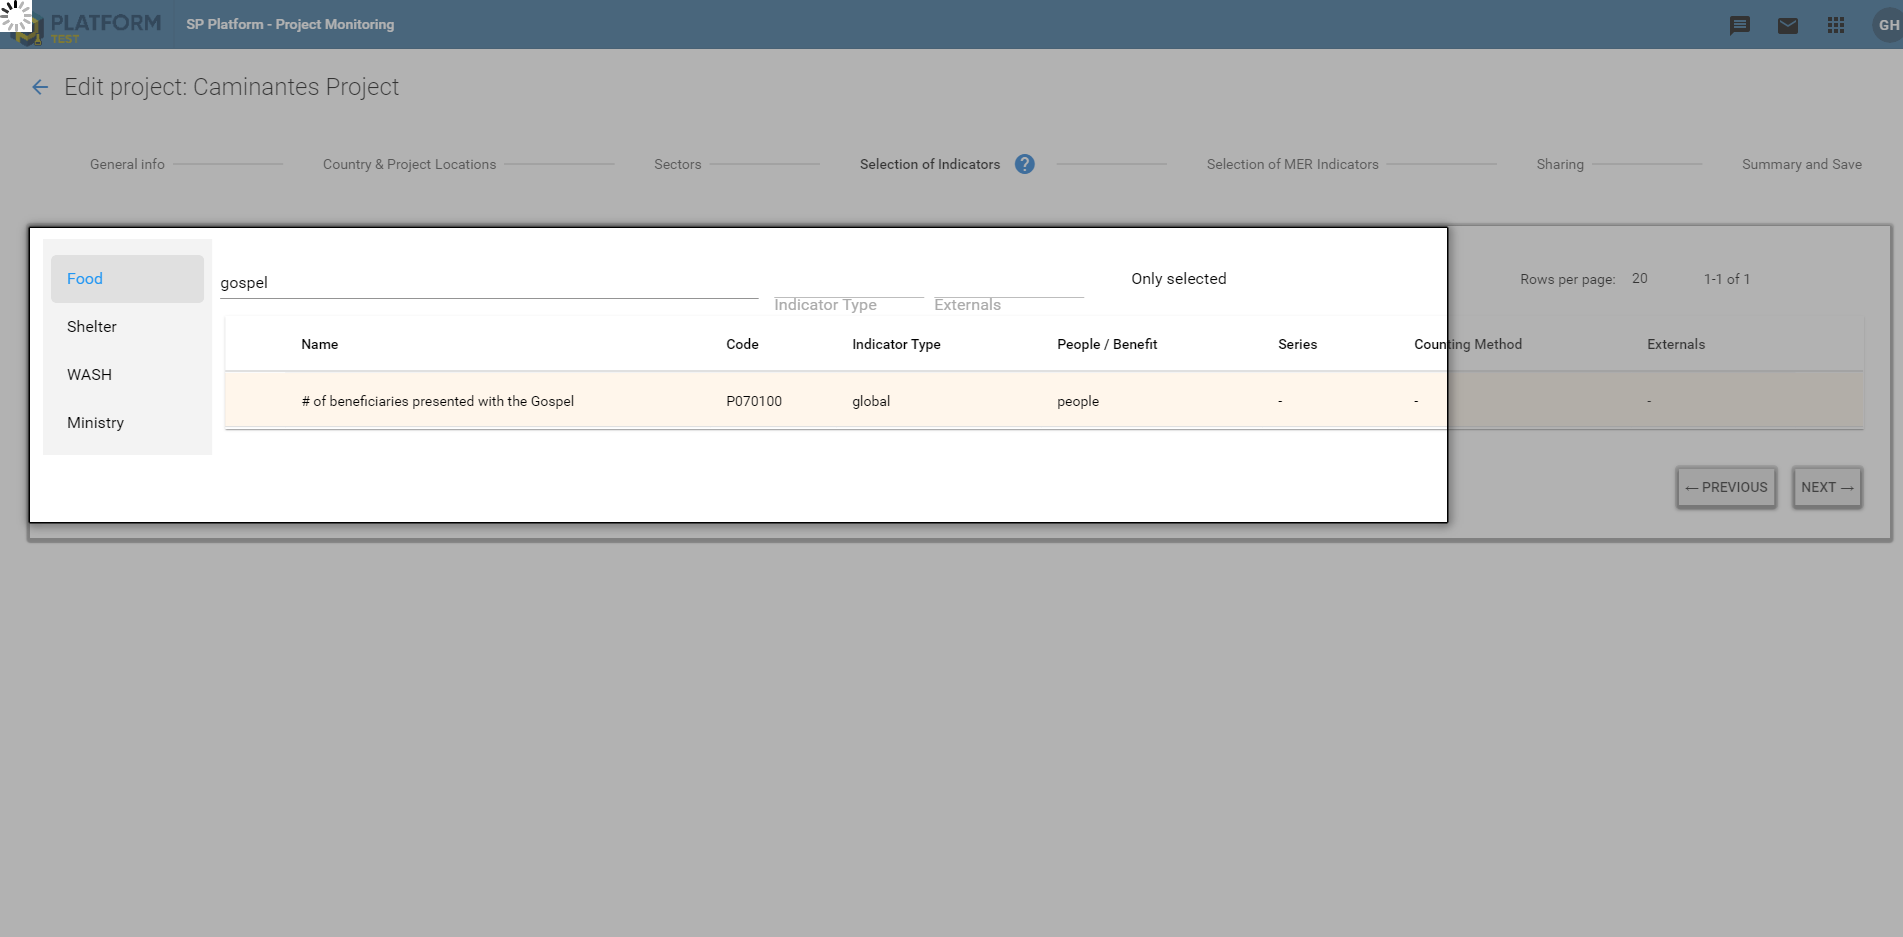 PLATFORM
TEST
SP Platform - Project Monitoring
GH
← Edit project: Caminantes Project
General info
Country & Project Locations
Sectors
Selection of Indicators
?
Selection of MER Indicators
Sharing
Summary and Save
Food
Shelter
WASH
Ministry
gospel
Indicator Type
Externals
Only selected
Rows per page: 20 1-1 of 1
Name Code Indicator Type People / Benefit Series Counting Method Externals
# of beneficiaries presented with the Gospel P070100 global people - - -
← PREVIOUS
NEXT →